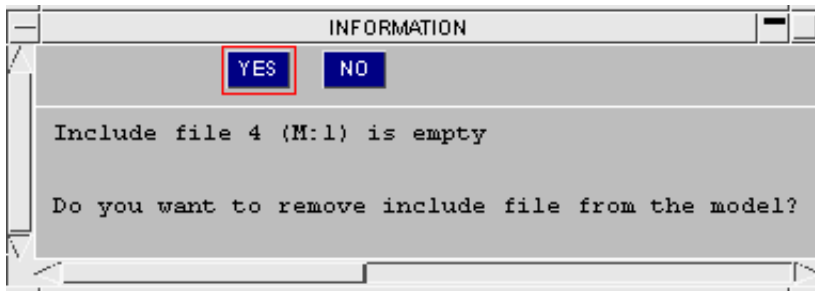 INFORMATION
YES NO
Include file 4 (M:1) is empty
Do you want to remove include file from the model?